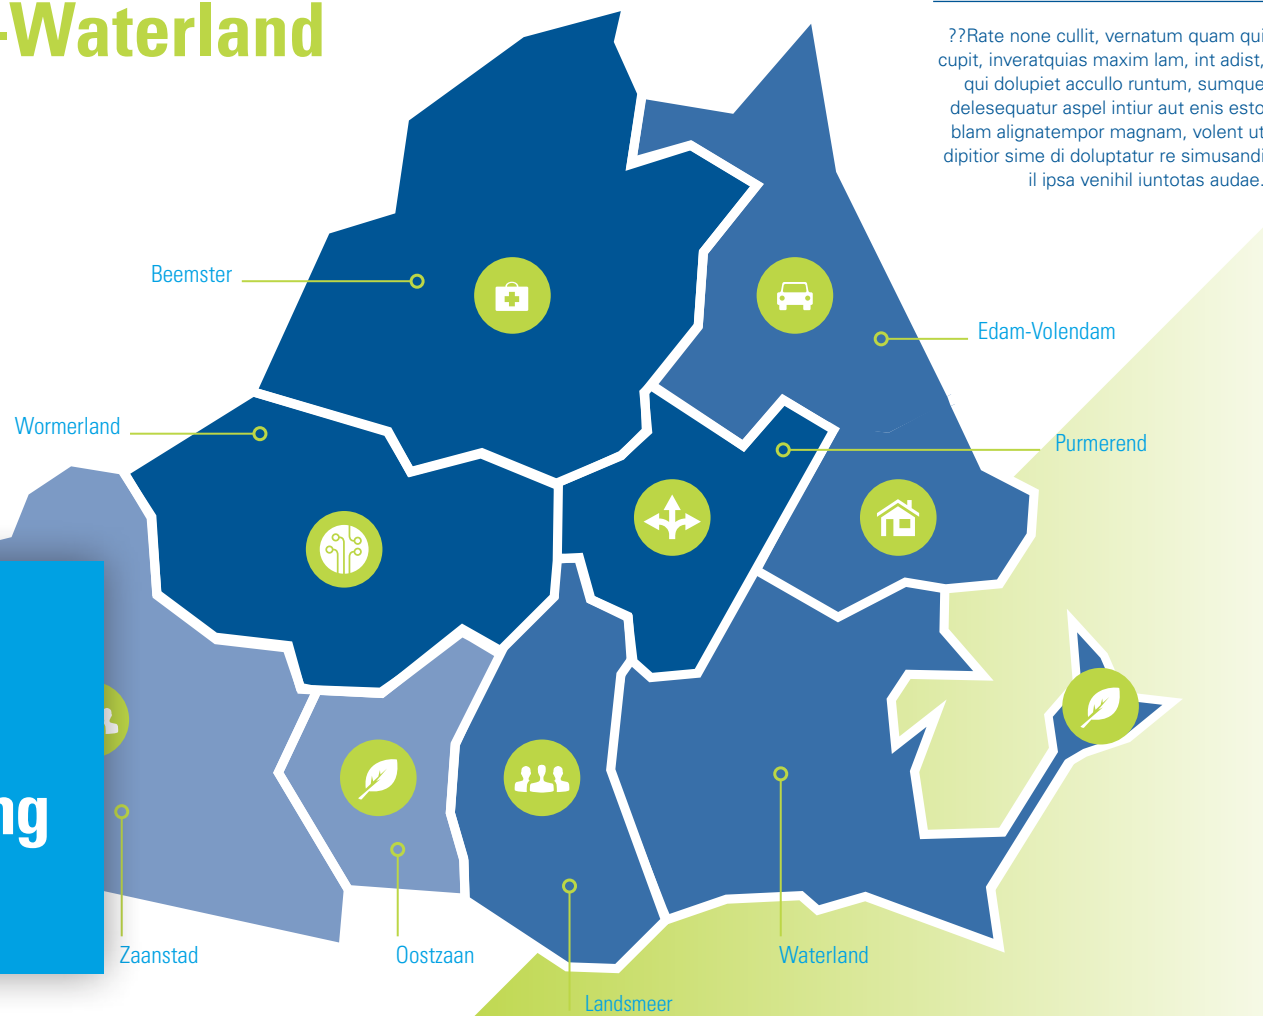 -Waterland
??Rate none cullit, vernatum quam qui
cupit, inveratquias maxim lam, int adist,
qui dolupiet accullo runtum, sumque
delesequatur aspel intiur aut enis esto
blam alignatempor magnam, volent ut
dipitior sime di doluptatur re simusandi
il ipsa venihil iuntotas audae.
Beemster
Edam-Volendam
Wormerland
Purmerend
ng
Zaanstad
Oostzaan
Waterland
Landsmeer